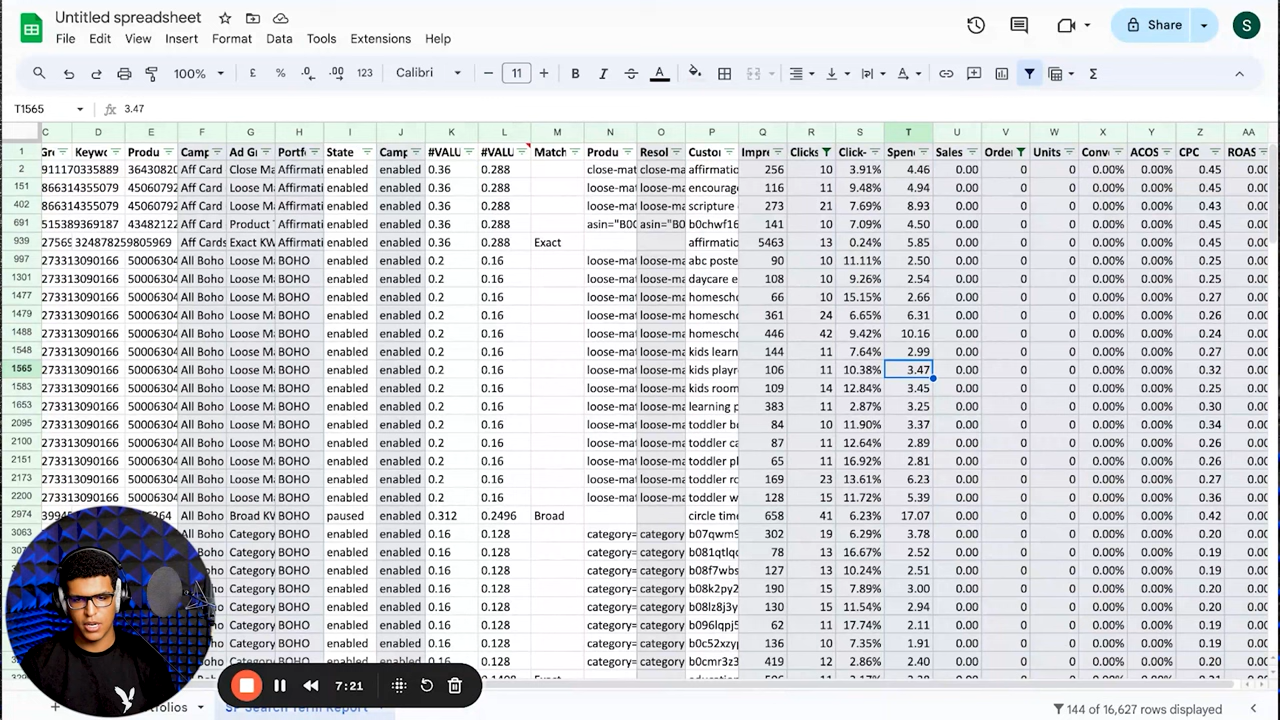 Untitled spreadsheet
Share
S
File Edit View Insert Format Data Tools Extensions Help
100% £ % .0 .00 123 Calibri 11 B I A
T1565 3.47
C D E F G H I J K L M N O P Q R S T U V W X Y Z AA
1 Keywo Produ Camp Ad G Portf State Camp #VALU #VALU Match Produ Resol Custo Impr Clicks Click- Spen Sales Orde Units Conv ACOS CPC ROAS
2 911170335889 36430820 Aff Card Close Ma Affirmati enabled enabled 0.36 0.288 close-mat close-ma affirmation 256 10 3.91% 4.46 0.00 0 0 0.00% 0.00% 0.45 0.00
151 866314355079 45060792 Aff Card Loose Ma Affirmati enabled enabled 0.36 0.288 loose-mat loose-ma encourag 116 11 9.48% 4.94 0.00 0 0 0.00% 0.00% 0.45 0.00
402 866314355079 45060792 Aff Card Loose Ma Affirmati enabled enabled 0.36 0.288 loose-mat loose-ma scripture 273 21 7.69% 8.93 0.00 0 0 0.00% 0.00% 0.43 0.00
691 515389369187 43482122 Aff Card Product Affirmati enabled enabled 0.36 0.288 asin="B0 asin="B0 b0chwf16 141 10 7.09% 4.50 0.00 0 0 0.00% 0.00% 0.45 0.00
939 27569 324878259805969 Aff Cards Exact KW Affirmati enabled enabled 0.36 0.288 Exact affirmatio 5463 13 0.24% 5.85 0.00 0 0 0.00% 0.00% 0.45 0.00
997 273313090166 50006304 All Boho Loose Ma BOHO enabled enabled 0.2 0.16 loose-mat loose-ma abc poste 90 10 11.11% 2.50 0.00 0 0 0.00% 0.00% 0.25 0.00
1301 273313090166 50006304 All Boho Loose Ma BOHO enabled enabled 0.2 0.16 loose-mat loose-ma daycare e 108 10 9.26% 2.54 0.00 0 0 0.00% 0.00% 0.25 0.00
1477 273313090166 50006304 All Boho Loose Ma BOHO enabled enabled 0.2 0.16 loose-mat loose-ma homescho 66 10 15.15% 2.66 0.00 0 0 0.00% 0.00% 0.27 0.00
1479 273313090166 50006304 All Boho Loose Ma BOHO enabled enabled 0.2 0.16 loose-mat loose-ma homescho 361 24 6.65% 6.31 0.00 0 0 0.00% 0.00% 0.26 0.00
1488 273313090166 50006304 All Boho Loose Ma BOHO enabled enabled 0.2 0.16 loose-mat loose-ma homescho 446 42 9.42% 10.16 0.00 0 0 0.00% 0.00% 0.24 0.00
1548 273313090166 50006304 All Boho Loose Ma BOHO enabled enabled 0.2 0.16 loose-mat loose-ma kids learn 144 11 7.64% 2.99 0.00 0 0 0.00% 0.00% 0.27 0.00
1565 273313090166 50006304 All Boho Loose Ma BOHO enabled enabled 0.2 0.16 loose-mat loose-ma kids playr 106 11 10.38% 3.47 0.00 0 0 0.00% 0.00% 0.32 0.00
1583 273313090166 50006304 All Boho Loose Ma BOHO enabled enabled 0.2 0.16 loose-mat loose-ma kids room 109 14 12.84% 3.45 0.00 0 0 0.00% 0.00% 0.25 0.00
1653 273313090166 50006304 All Boho Loose Ma BOHO enabled enabled 0.2 0.16 loose-mat loose-ma learning p 383 11 2.87% 3.25 0.00 0 0 0.00% 0.00% 0.30 0.00
2095 273313090166 50006304 All Boho Loose Ma BOHO enabled enabled 0.2 0.16 loose-mat loose-ma toddler bo 84 10 11.90% 3.37 0.00 0 0 0.00% 0.00% 0.34 0.00
2100 273313090166 50006304 All Boho Loose Ma BOHO enabled enabled 0.2 0.16 loose-mat loose-ma toddler ca 87 11 12.64% 2.89 0.00 0 0 0.00% 0.00% 0.26 0.00
2151 273313090166 50006304 All Boho Loose Ma BOHO enabled enabled 0.2 0.16 loose-mat loose-ma toddler pl 65 11 16.92% 2.81 0.00 0 0 0.00% 0.00% 0.26 0.00
2173 273313090166 50006304 All Boho Loose Ma BOHO enabled enabled 0.2 0.16 loose-mat loose-ma toddler ro 169 23 13.61% 6.23 0.00 0 0 0.00% 0.00% 0.27 0.00
2200 273313090166 50006304 All Boho Loose Ma BOHO enabled enabled 0.2 0.16 loose-mat loose-ma toddler w 128 15 11.72% 5.39 0.00 0 0 0.00% 0.00% 0.36 0.00
2974 All Boho Broad KV BOHO paused enabled 0.312 0.2496 Broad circle time 658 41 6.23% 17.07 0.00 0 0 0.00% 0.00% 0.42 0.00
3063 All Boho Category BOHO enabled enabled 0.16 0.128 category= category b07qwm9 302 19 6.29% 3.78 0.00 0 0 0.00% 0.00% 0.20 0.00
All Boho Category BOHO enabled enabled 0.16 0.128 category= category b081qtlqc 78 13 16.67% 2.52 0.00 0 0 0.00% 0.00% 0.19 0.00
All Boho Category BOHO enabled enabled 0.16 0.128 category= category b08f7wbs 127 13 10.24% 2.51 0.00 0 0 0.00% 0.00% 0.19 0.00
All Boho Category BOHO enabled enabled 0.16 0.128 category= category b08k2py2 190 15 7.89% 3.00 0.00 0 0 0.00% 0.00% 0.20 0.00
All Boho Category BOHO enabled enabled 0.16 0.128 category= category b08lz8j3y 130 15 11.54% 2.94 0.00 0 0 0.00% 0.00% 0.20 0.00
All Boho Category BOHO enabled enabled 0.16 0.128 category= category b096lqpj5 62 11 17.74% 2.11 0.00 0 0 0.00% 0.00% 0.19 0.00
All Boho Category BOHO enabled enabled 0.16 0.128 category= category b0c52xzy 136 10 7.35% 1.91 0.00 0 0 0.00% 0.00% 0.19 0.00
All Boho Category BOHO enabled enabled 0.16 0.128 category= category b0cmr3z3 419 12 2.86% 2.40 0.00 0 0 0.00% 0.00% 0.20 0.00
7:21
SP Search Term Report
144 of 16,627 rows displayed